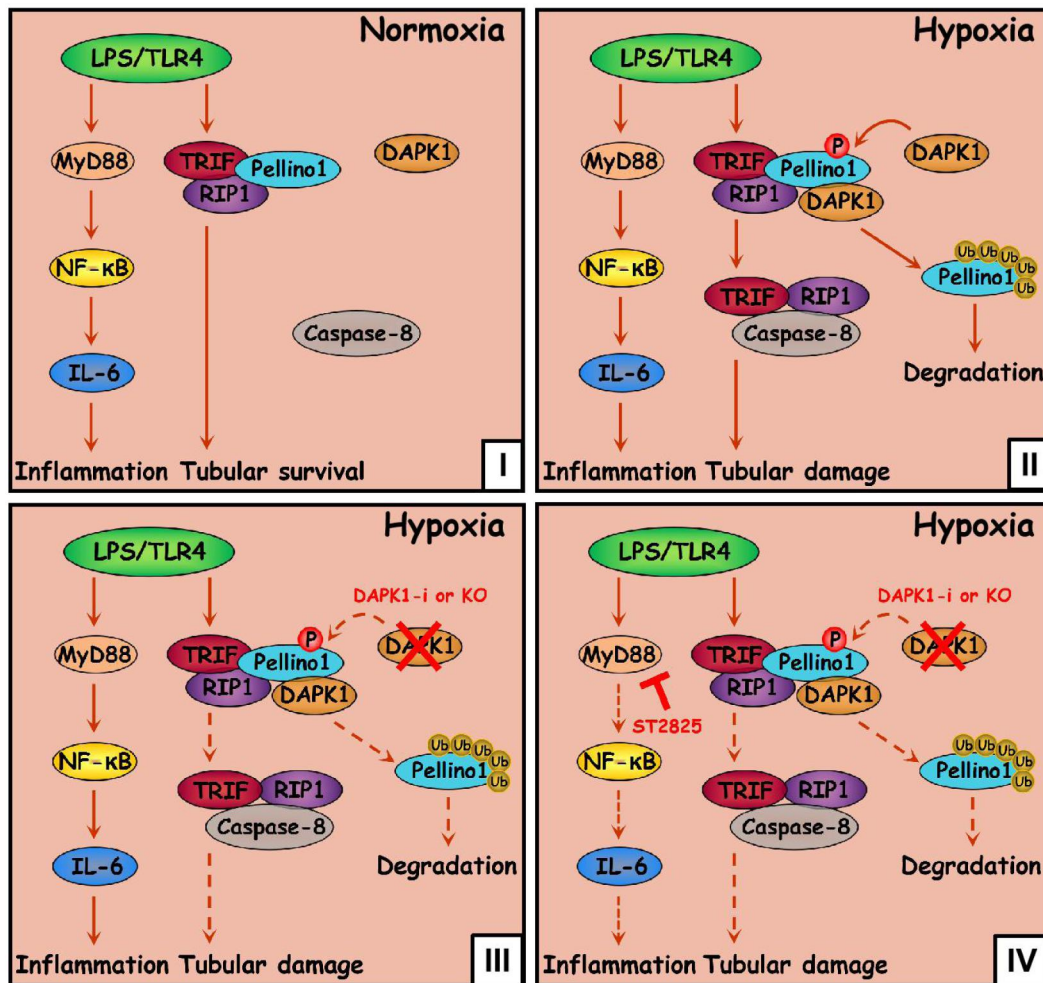 Normoxia
LPS/TLR4
MyD88
TRIF
Pellino1
RIP1
DAPK1
NF-κB
Caspase-8
IL-6
Inflammation Tubular survival
I
Hypoxia
LPS/TLR4
MyD88
TRIF
P
Pellino1
RIP1
DAPK1
DAPK1
NF-κB
TRIF
RIP1
Caspase-8
Ub Ub Ub Ub Ub
Pellino1
IL-6
Degradation
Inflammation Tubular damage
II
Hypoxia
LPS/TLR4
DAPK1-i or KO
MyD88
TRIF
P
Pellino1
RIP1
DAPK1
DAPK1
NF-κB
TRIF
RIP1
Caspase-8
Ub Ub Ub Ub Ub
Pellino1
IL-6
Degradation
Inflammation Tubular damage
III
Hypoxia
LPS/TLR4
DAPK1-i or KO
MyD88
ST2825
TRIF
P
Pellino1
RIP1
DAPK1
DAPK1
NF-κB
TRIF
RIP1
Caspase-8
Ub Ub Ub Ub Ub
Pellino1
IL-6
Degradation
Inflammation Tubular damage
IV